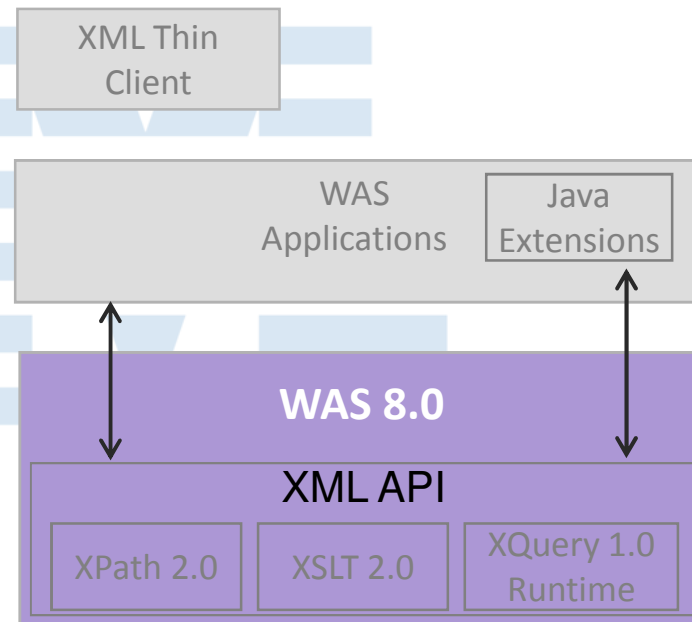 XML Thin
Client
WAS
Applications
Java
Extensions
WAS 8.0
XML API
XPath 2.0
XSLT 2.0
XQuery 1.0
Runtime